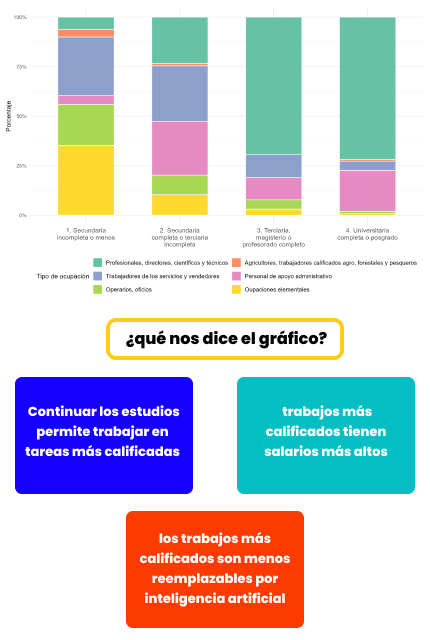 100%
75%
50%
25%
0%
Porcentaje
1. Secundaria
incompleta o menos
2. Secundaria
completa o terciaria
incompleta
3. Terciaria,
magisterio o
profesorado completo
4. Universitaria
completa o posgrado
Tipo de ocupación
Profesionales, directores, científicos y técnicos
Agricultores, trabajadores calificados agro, forestales y pesqueros
Trabajadores de los servicios y vendedores
Personal de apoyo administrativo
Operarios, oficios
Ocupaciones elementales
¿qué nos dice el gráfico?
Continuar los estudios
permite trabajar en
tareas más calificadas
trabajos más
calificados tienen
salarios más altos
los trabajos más
calificados son menos
reemplazables por
inteligencia artificial